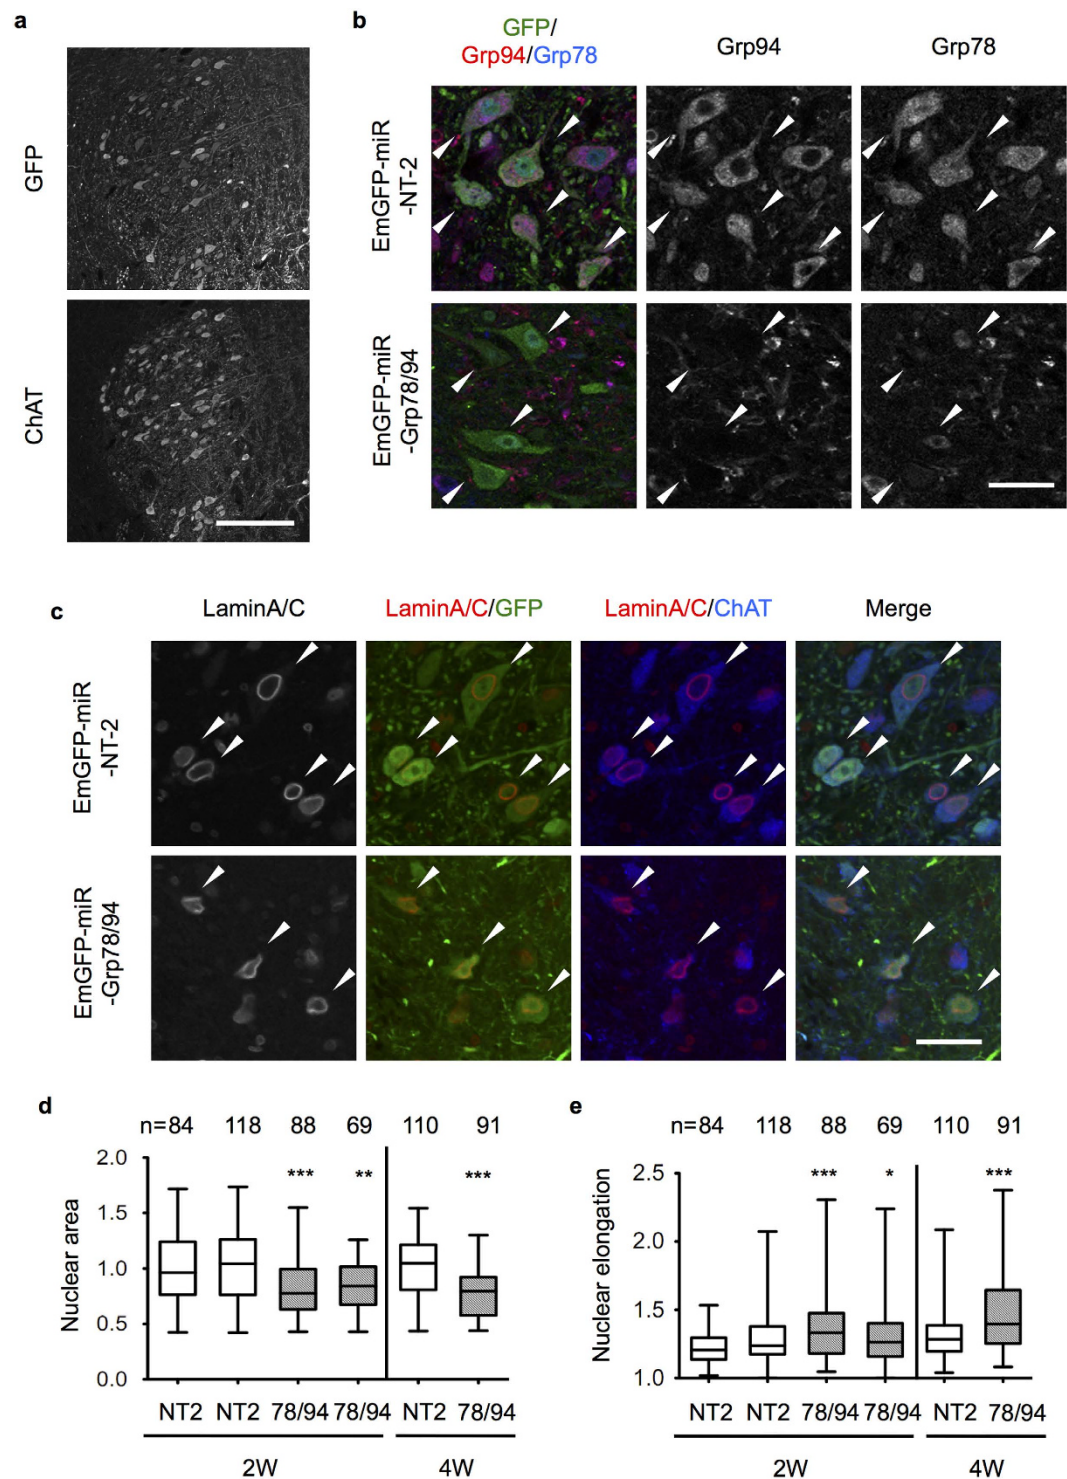 a
GFP
ChAT
b
GFP/
Grp94/Grp78
Grp94
Grp78
EmGFP-miR
-NT-2
EmGFP-miR
-Grp78/94
c
LaminA/C
LaminA/C/GFP
LaminA/C/ChAT
Merge
EmGFP-miR
-NT-2
EmGFP-miR
-Grp78/94
d
n=84 118 88 69 110 91
*** ** ***
Nuclear area
2.0
1.5
1.0
0.5
0.0
NT2 NT2 78/94 78/94 NT2 78/94
2W 4W
e
n=84 118 88 69 110 91
*** * ***
Nuclear elongation
2.5
2.0
1.5
1.0
NT2 NT2 78/94 78/94 NT2 78/94
2W 4W